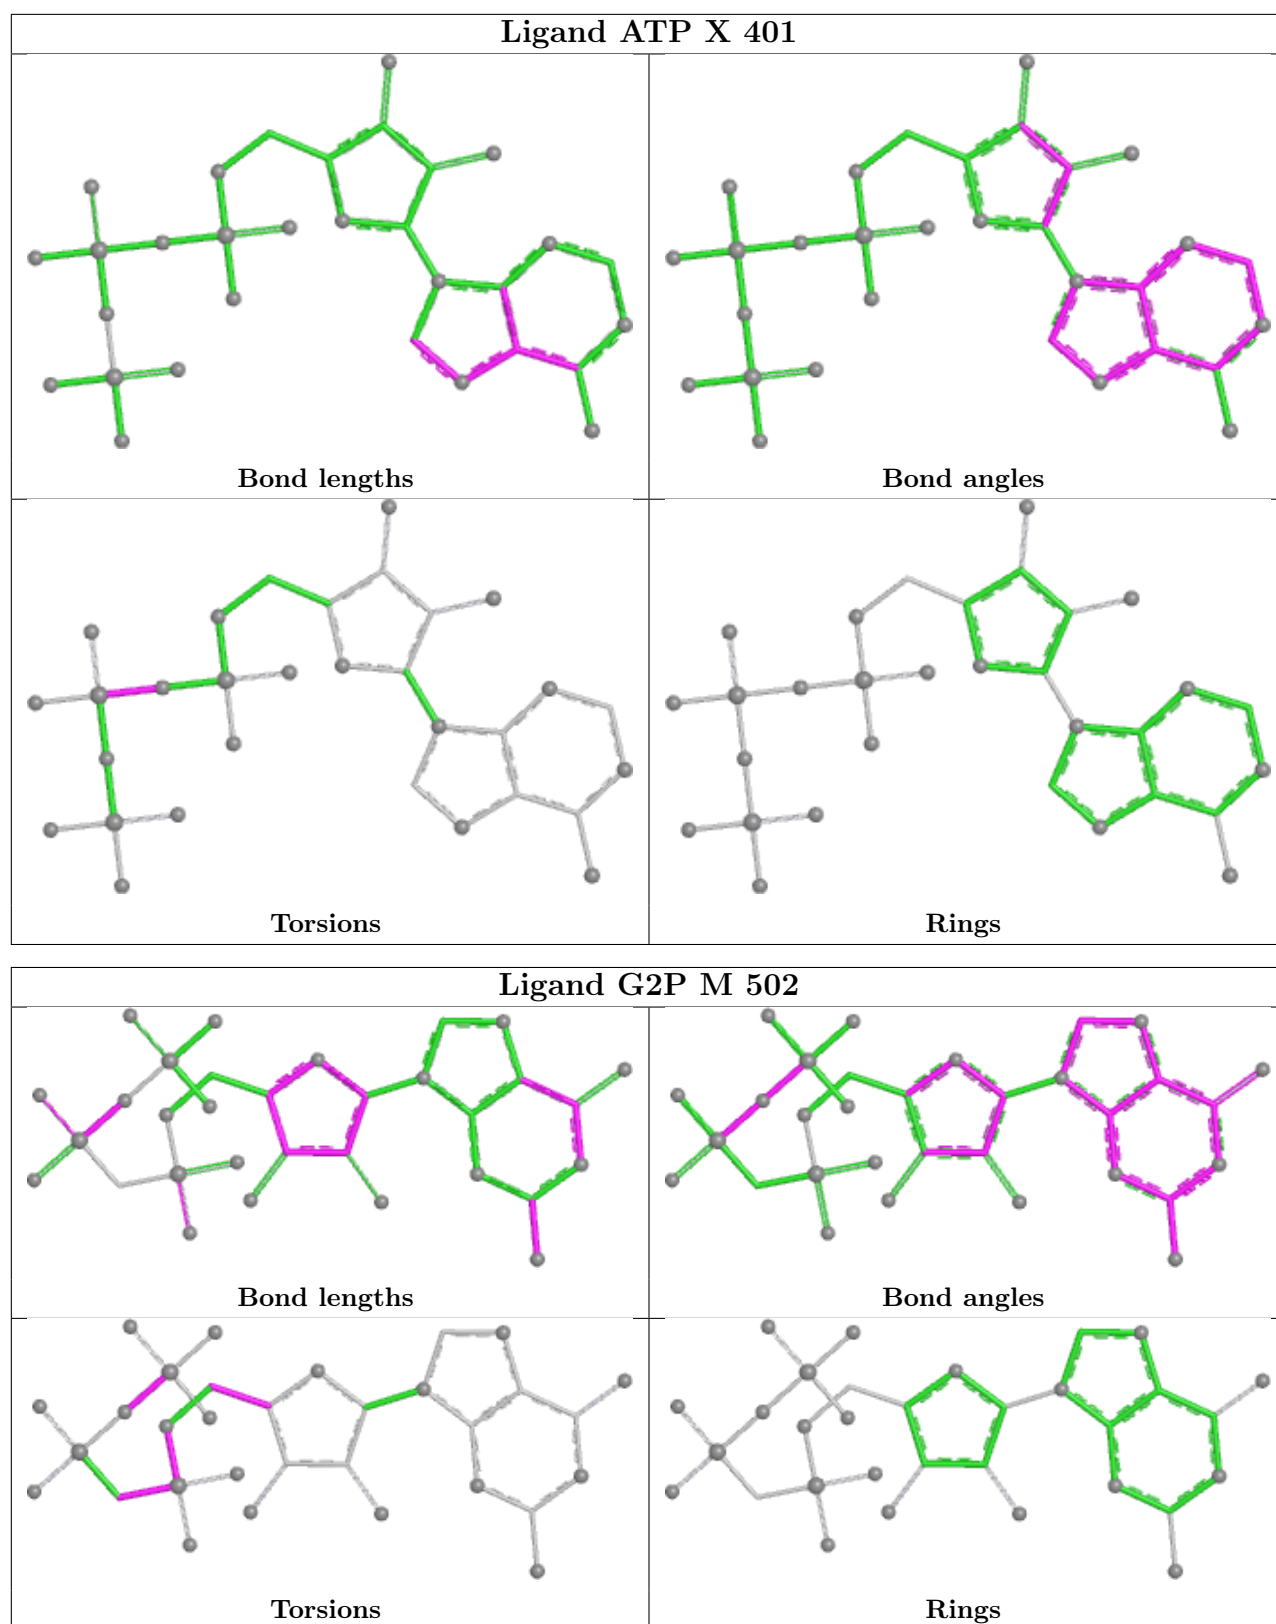 Ligand ATP X 401
Bond lengths
Bond angles
Torsions
Rings
Ligand G2P M 502
Bond lengths
Bond angles
Torsions
Rings